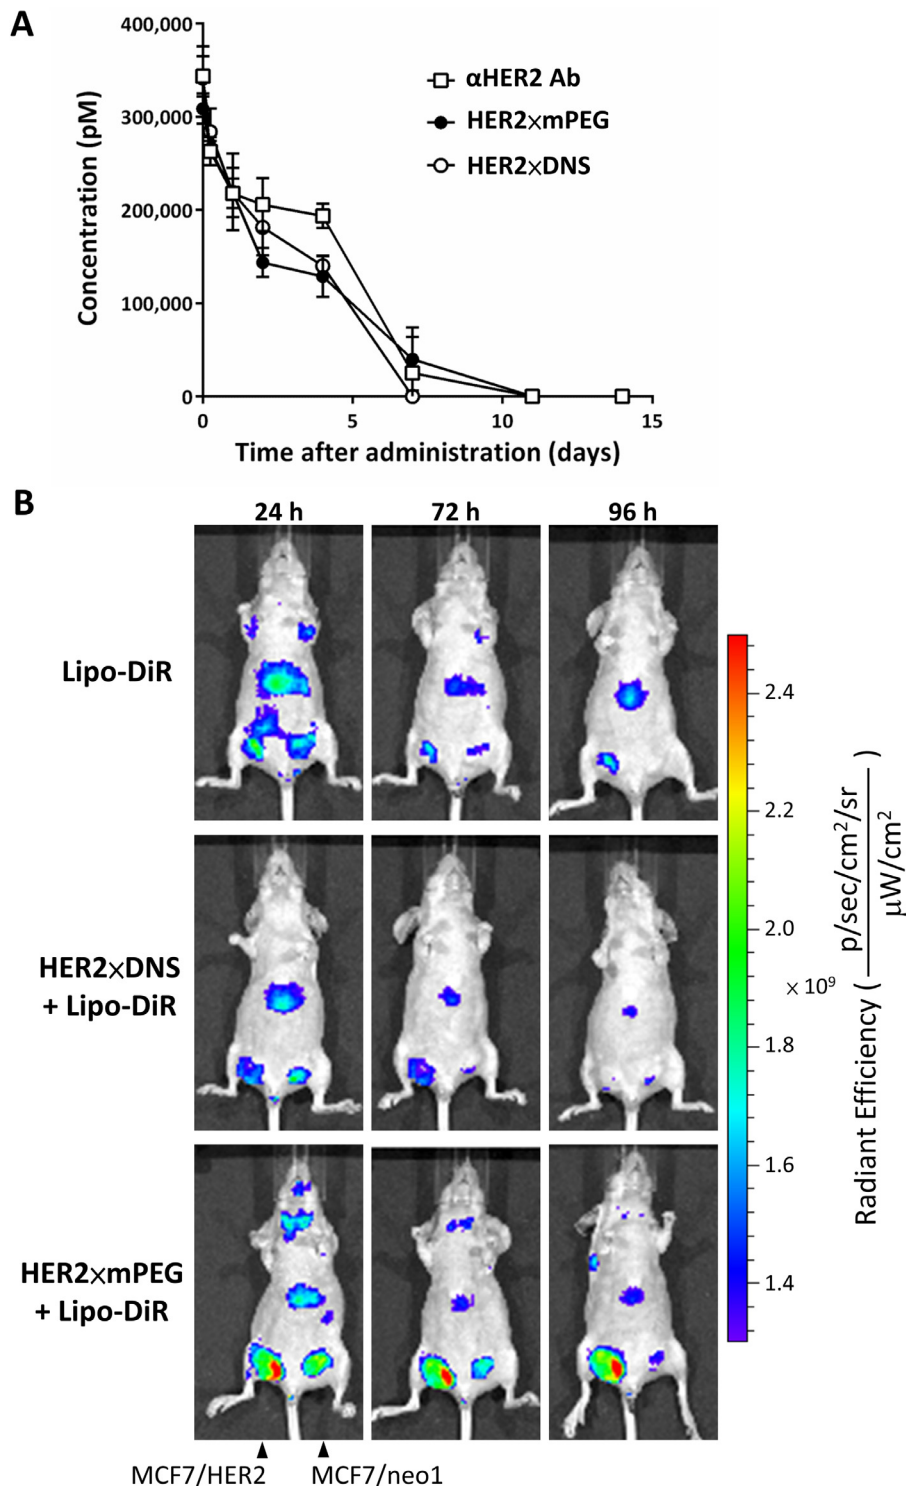 A
400,000
300,000
200,000
100,000
0
Concentration (pM)
αHER2 Ab
HER2×mPEG
HER2×DNS
0
5
10
15
Time after administration (days)
B
24 h
72 h
96 h
Lipo-DiR
HER2×DNS
+ Lipo-DiR
HER2×mPEG
+ Lipo-DiR
MCF7/HER2
MCF7/neo1
2.4
2.2
2.0
× 10⁹
1.8
1.6
1.4
Radiant Efficiency ( p/sec/cm²/sr
μW/cm² )